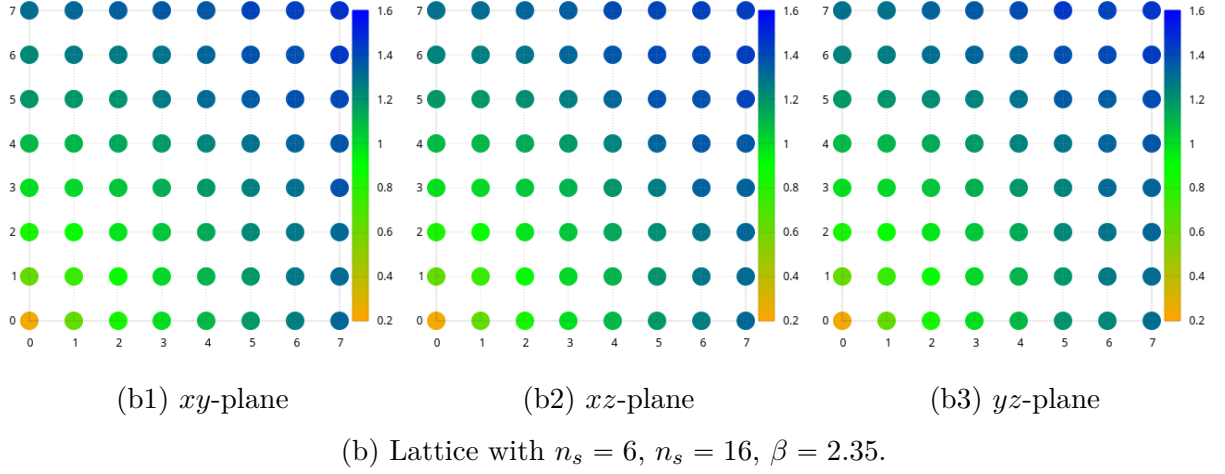 7 1.6 7 1.6 7 1.6
6 1.4 6 1.4 6 1.4
5 1.2 5 1.2 5 1.2
4 1 4 1 4 1
3 0.8 3 0.8 3 0.8
2 0.6 2 0.6 2 0.6
1 0.4 1 0.4 1 0.4
0 0.2 0 0.2 0 0.2
0 1 2 3 4 5 6 7 0 1 2 3 4 5 6 7 0 1 2 3 4 5 6 7
(b1) xy-plane (b2) xz-plane (b3) yz-plane
(b) Lattice with n_s = 6, n_s = 16, β = 2.35.